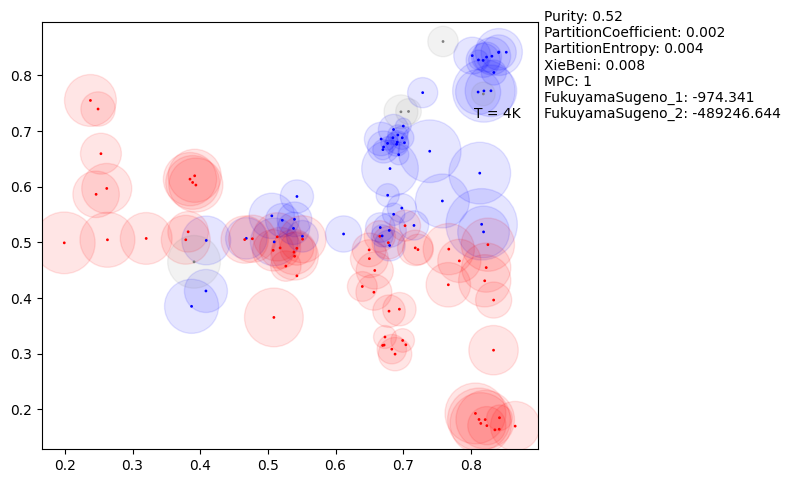 Purity: 0.52
PartitionCoefficient: 0.002
PartitionEntropy: 0.004
XieBeni: 0.008
MPC: 1
FukuyamaSugeno_1: -974.341
FukuyamaSugeno_2: -489246.644
T = 4K
0.8
0.7
0.6
0.5
0.4
0.3
0.2
0.2 0.3 0.4 0.5 0.6 0.7 0.8